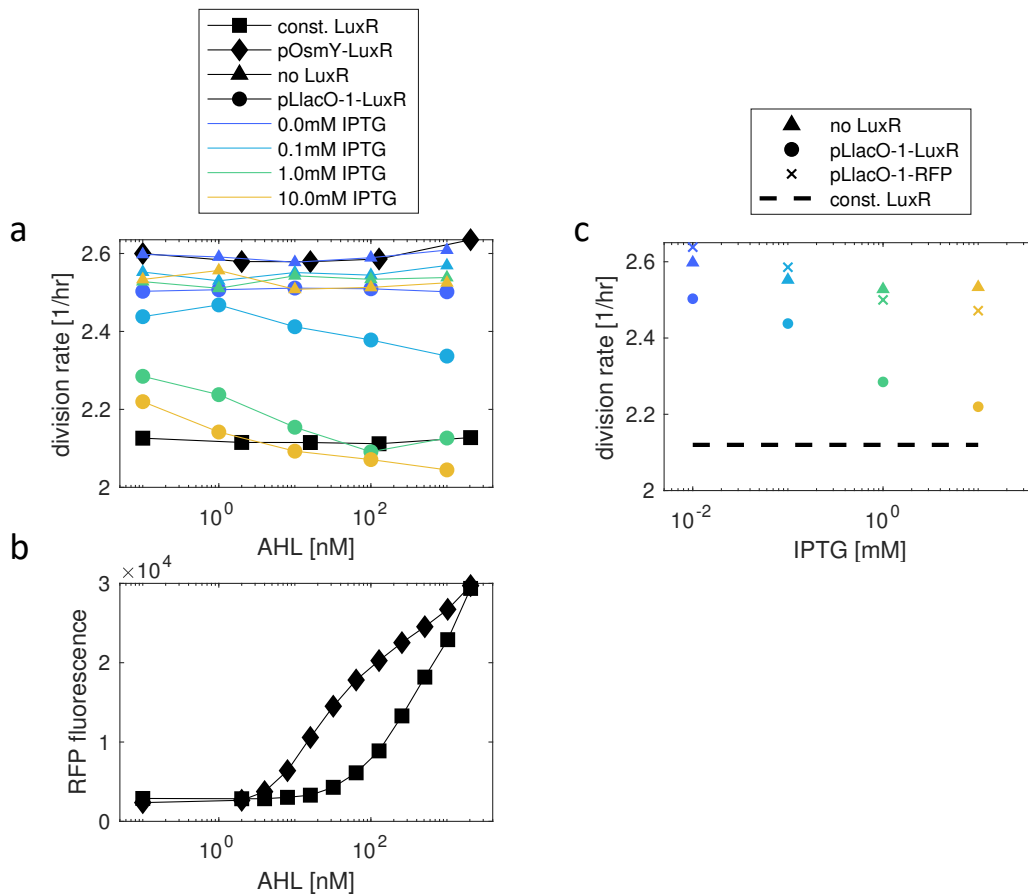 const. LuxR
pOsmY-LuxR
no LuxR
pLlacO-1-LuxR
0.0mM IPTG
0.1mM IPTG
1.0mM IPTG
10.0mM IPTG
a
2.6
2.4
2.2
2
division rate [1/hr]
10^0
10^2
AHL [nM]
b
×10^4
3
2
1
0
RFP fluorescence
10^0
10^2
AHL [nM]
no LuxR
pLlacO-1-LuxR
pLlacO-1-RFP
const. LuxR
c
2.6
2.4
2.2
2
division rate [1/hr]
10^-2
10^0
IPTG [mM]